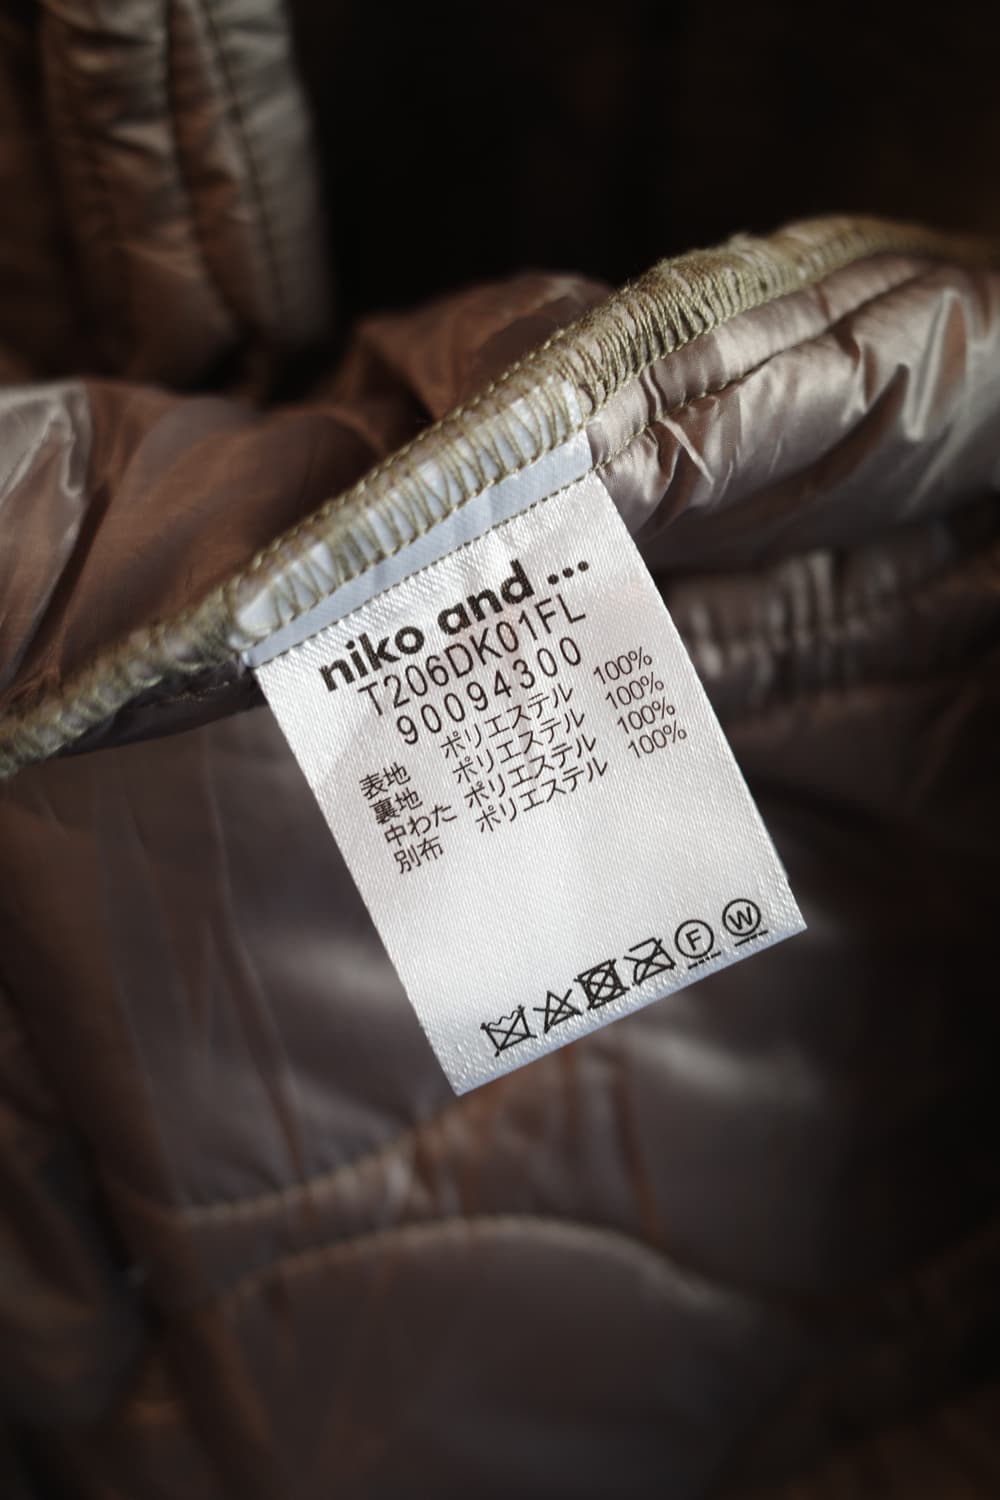 niko and ...
T206DK01FL
90094300
表地 ポリエステル 100%
裏地 ポリエステル 100%
中わた ポリエステル 100%
別布 ポリエステル 100%
F W